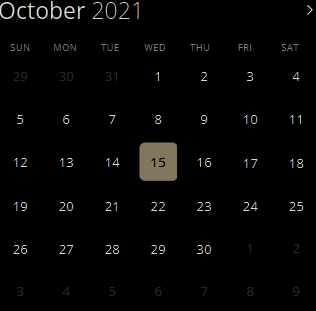 October 2021
SUN MON TUE WED THU FRI SAT
29 30 31 1 2 3 4
5 6 7 8 9 10 11
12 13 14 15 16 17 18
19 20 21 22 23 24 25
26 27 28 29 30 1 2
3 4 5 6 7 8 9